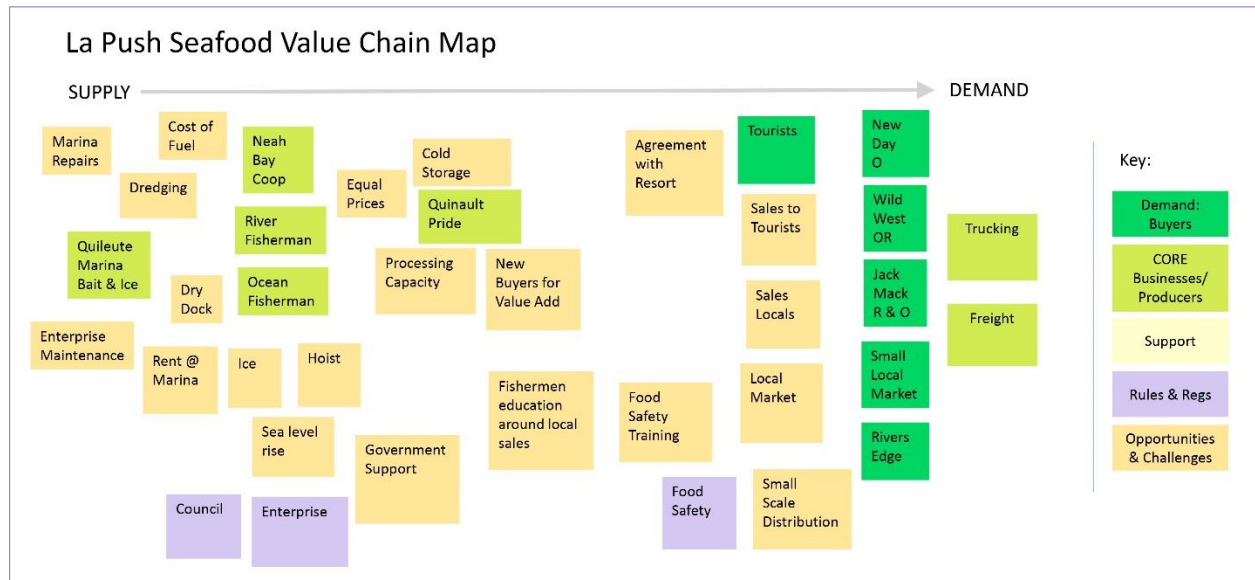 La Push Seafood Value Chain Map
SUPPLY
DEMAND
Marina
Repairs
Cost of
Fuel
Dredging
Neah
Bay
Coop
Equal
Prices
Cold
Storage
Quinault
Pride
River
Fisherman
Quileute
Marina
Bait & Ice
Dry
Dock
Ocean
Fisherman
Processing
Capacity
New
Buyers for
Value Add
Enterprise
Maintenance
Rent @
Marina
Ice
Hoist
Sea level
rise
Government
Support
Fishermen
education
around local
sales
Council
Enterprise
Agreement
with
Resort
Tourists
Sales to
Tourists
Sales
Locals
Food
Safety
Training
Local
Market
Food
Safety
Small
Scale
Distribution
New
Day
O
Wild
West
OR
Jack
Mack
R & O
Small
Local
Market
Rivers
Edge
Trucking
Freight
Key:
Demand:
Buyers
CORE
Businesses/
Producers
Support
Rules & Regs
Opportunities
& Challenges